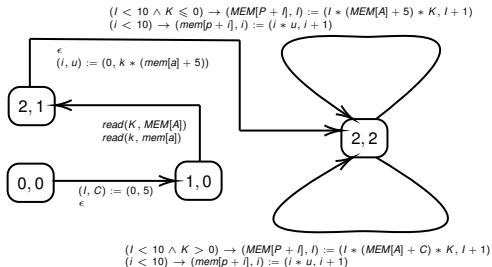 (I < 10 ∧ K ⩽ 0) → (MEM[P + I], I) := (I * (MEM[A] + 5) * K, I + 1)
(i < 10) → (mem[p + i], i) := (i * u, i + 1)
ϵ
(i, u) := (0, k * (mem[a] + 5))
2, 1
read(K, MEM[A])
read(k, mem[a])
2, 2
0, 0
1, 0
(I, C) := (0, 5)
ϵ
(I < 10 ∧ K > 0) → (MEM[P + I], I) := (I * (MEM[A] + C) * K, I + 1)
(i < 10) → (mem[p + i], i) := (i * u, i + 1)